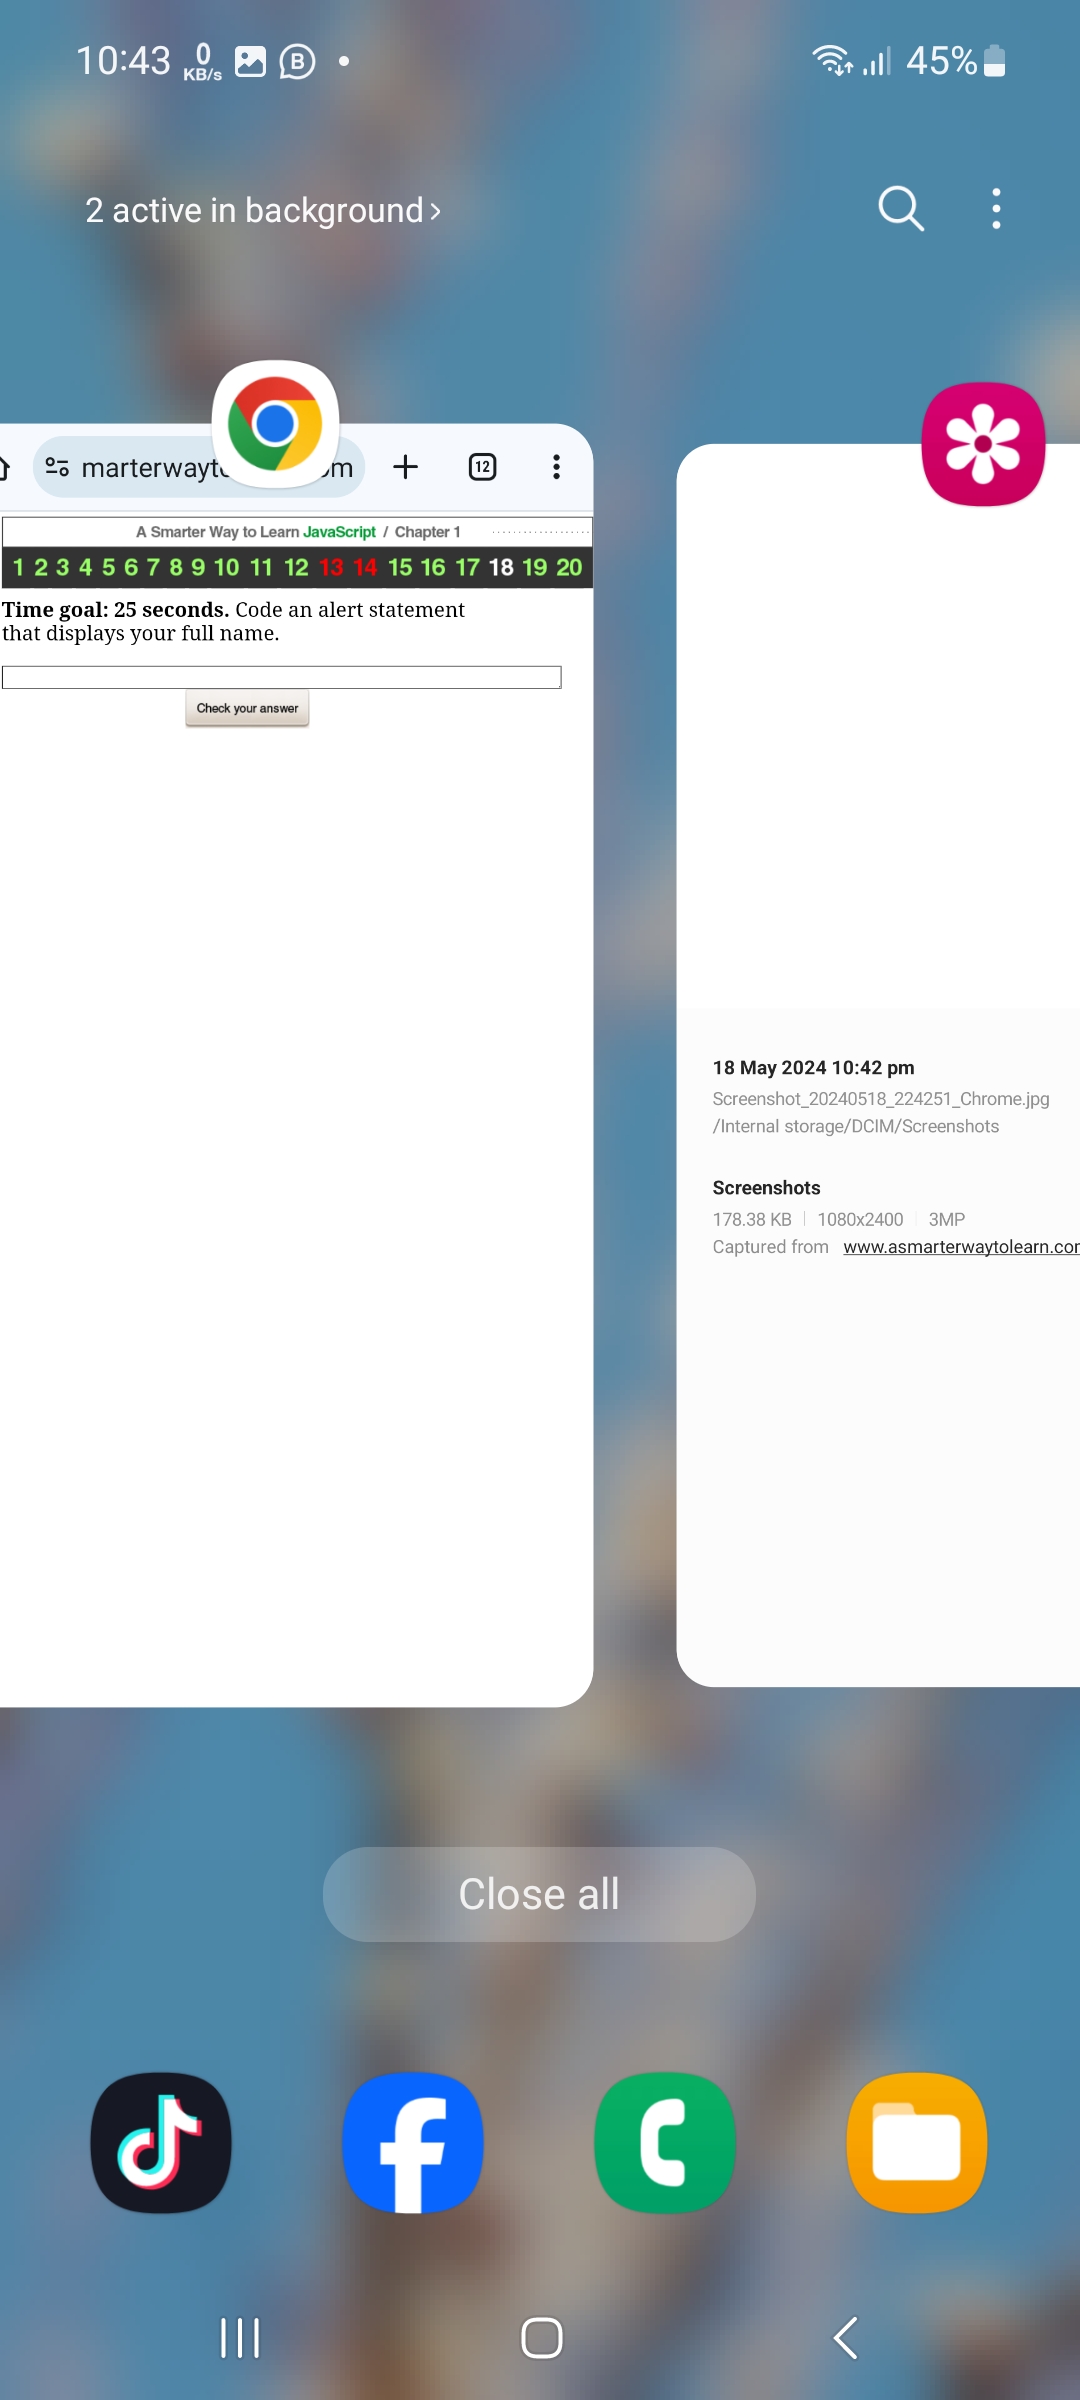 10:43 0 KB/s B 45%
2 active in background
marterwayto m 12
A Smarter Way to Learn JavaScript / Chapter 1
1 2 3 4 5 6 7 8 9 10 11 12 13 14 15 16 17 18 19 20
Time goal: 25 seconds. Code an alert statement
that displays your full name.
Check your answer
18 May 2024 10:42 pm
Screenshot_20240518_224251_Chrome.jpg
/Internal storage/DCIM/Screenshots
Screenshots
178.38 KB 1080x2400 3MP
Captured from www.asmarterwaytolearn.com
Close all